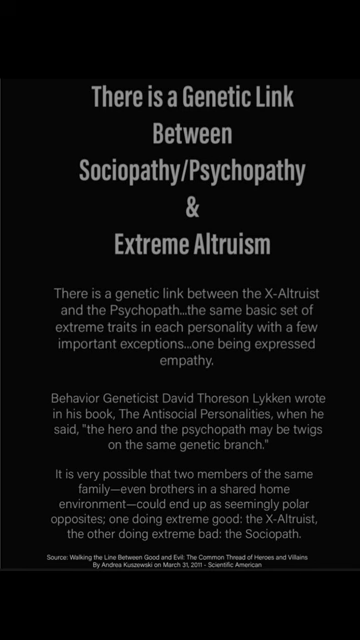 There is a Genetic Link
Between
Sociopathy/Psychopathy
&
Extreme Altruism
There is a genetic link between the X-Altruist
and the Psychopath...the same basic set of
extreme traits in each personality with a few
important exceptions...one being expressed
empathy.
Behavior Geneticist David Thoreson Lykken wrote
in his book, The Antisocial Personalities, when he
said, "the hero and the psychopath may be twigs
on the same genetic branch."
It is very possible that two members of the same
family—even brothers in a shared home
environment—could end up as seemingly polar
opposites; one doing extreme good: the X-Altruist,
the other doing extreme bad: the Sociopath.
Source: Walking the Line Between Good and Evil: The Common Thread of Heroes and Villains
By Andrea Kuszewski on March 31, 2011 - Scientific American